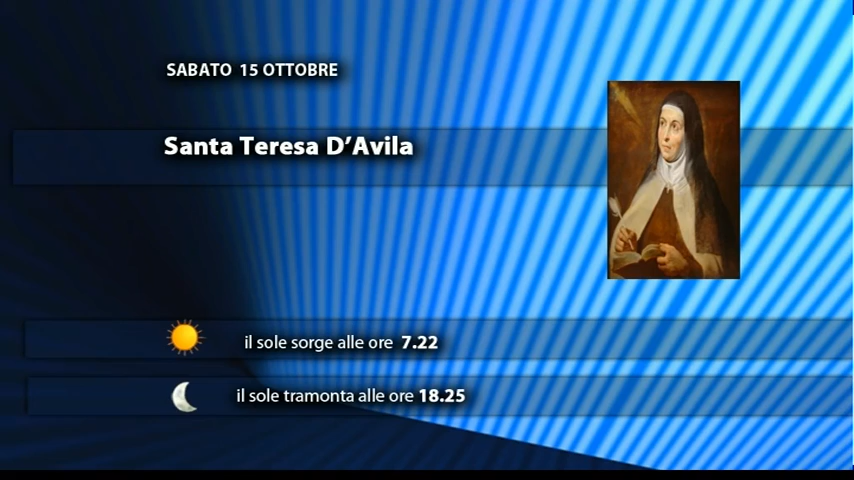 SABATO 15 OTTOBRE
Santa Teresa D’Avila
il sole sorge alle ore 7.22
il sole tramonta alle ore 18.25